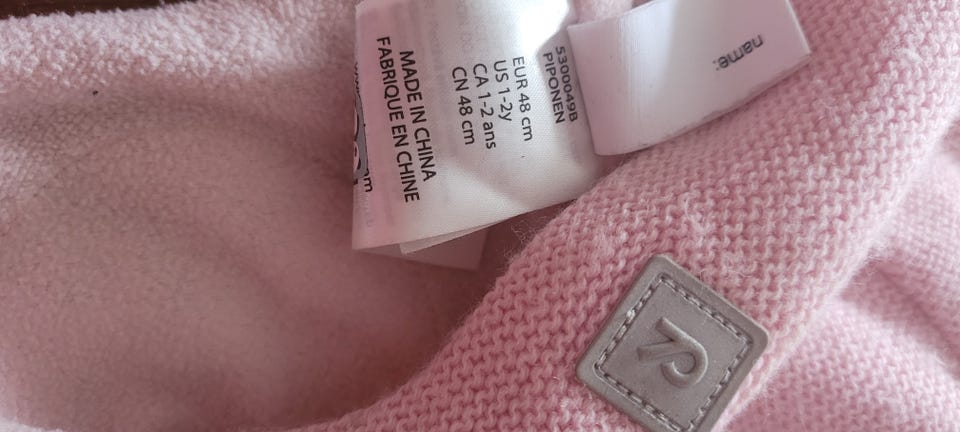 name:
5300049B
PIPONEN
EUR 48 cm
US 1-2y
CA 1-2 ans
CN 48 cm
MADE IN CHINA
FABRIQUE EN CHINE